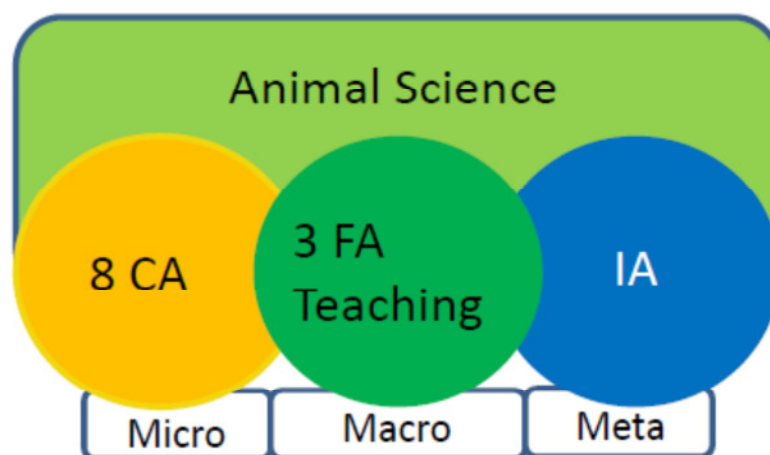 Animal Science
8 CA
3 FA
Teaching
IA
Micro
Macro
Meta